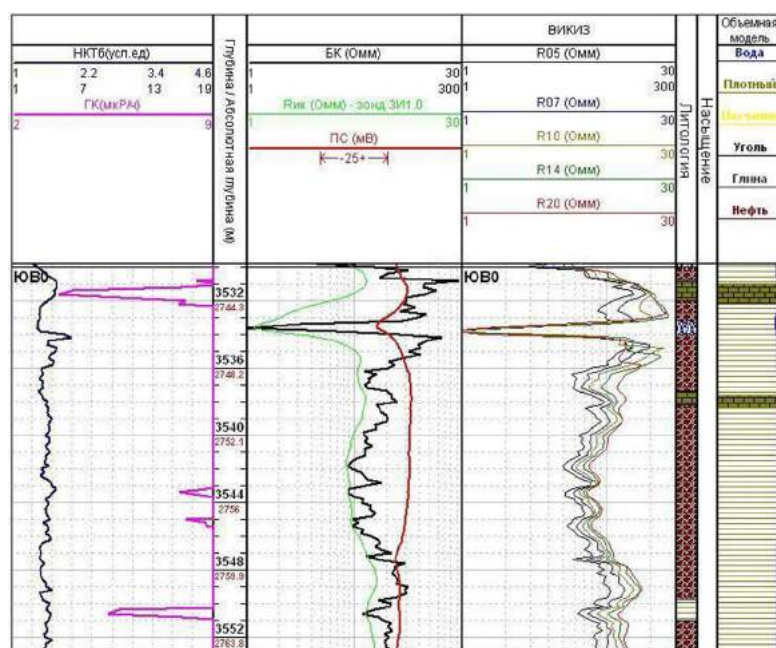 НКТб(усл.ед)
1 2.2 3.4 4.6
1 7 13 19
ГК(мкР/ч)
2 9
Глубина / Абсолютная глубина (м)
БК (Омм)
1 30
1 300
Rик (Омм) - зонд ЗИ1.0
1 30
ПС (мВ)
-25+
ВИКИЗ
R05 (Омм)
1 30
1 300
R07 (Омм)
1 30
R10 (Омм)
1 30
R14 (Омм)
1 30
R20 (Омм)
1 30
Литология
Насыщение
Объемная
модель
Вода
Плотный
Песчаник
Уголь
Глина
Нефть
ЮВ0
ЮВ0
3532
2744.3
3536
2748.2
3540
2752.1
3544
2756
3548
2759.9
3552
2763.8